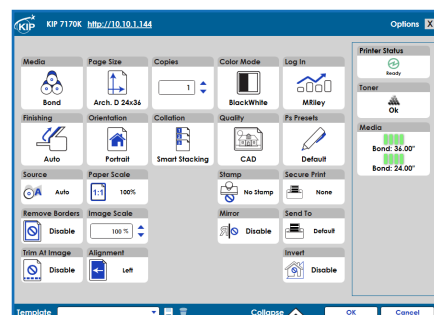 KIP KIP 7170K http://10.10.1.144 Options X
Media Page Size Copies Color Mode Log In Printer Status
Ready
1
Bond Arch. D 24x36 BlackWhite MRiley
Toner
Ok
Finishing Orientation Collation Quality Fs Presets
Media
Bond: 36.00"
Bond: 24.00"
Auto Portrait Smart Stacking CAD Default
Source Paper Scale Stamp Secure Print
A Auto 1:1 100% No Stamp None
Remove Borders Image Scale Mirror Send To
Disable 100 % Disable Default
Trim At Image Alignment Invert
Disable Left Disable
Template Collapse OK Cancel